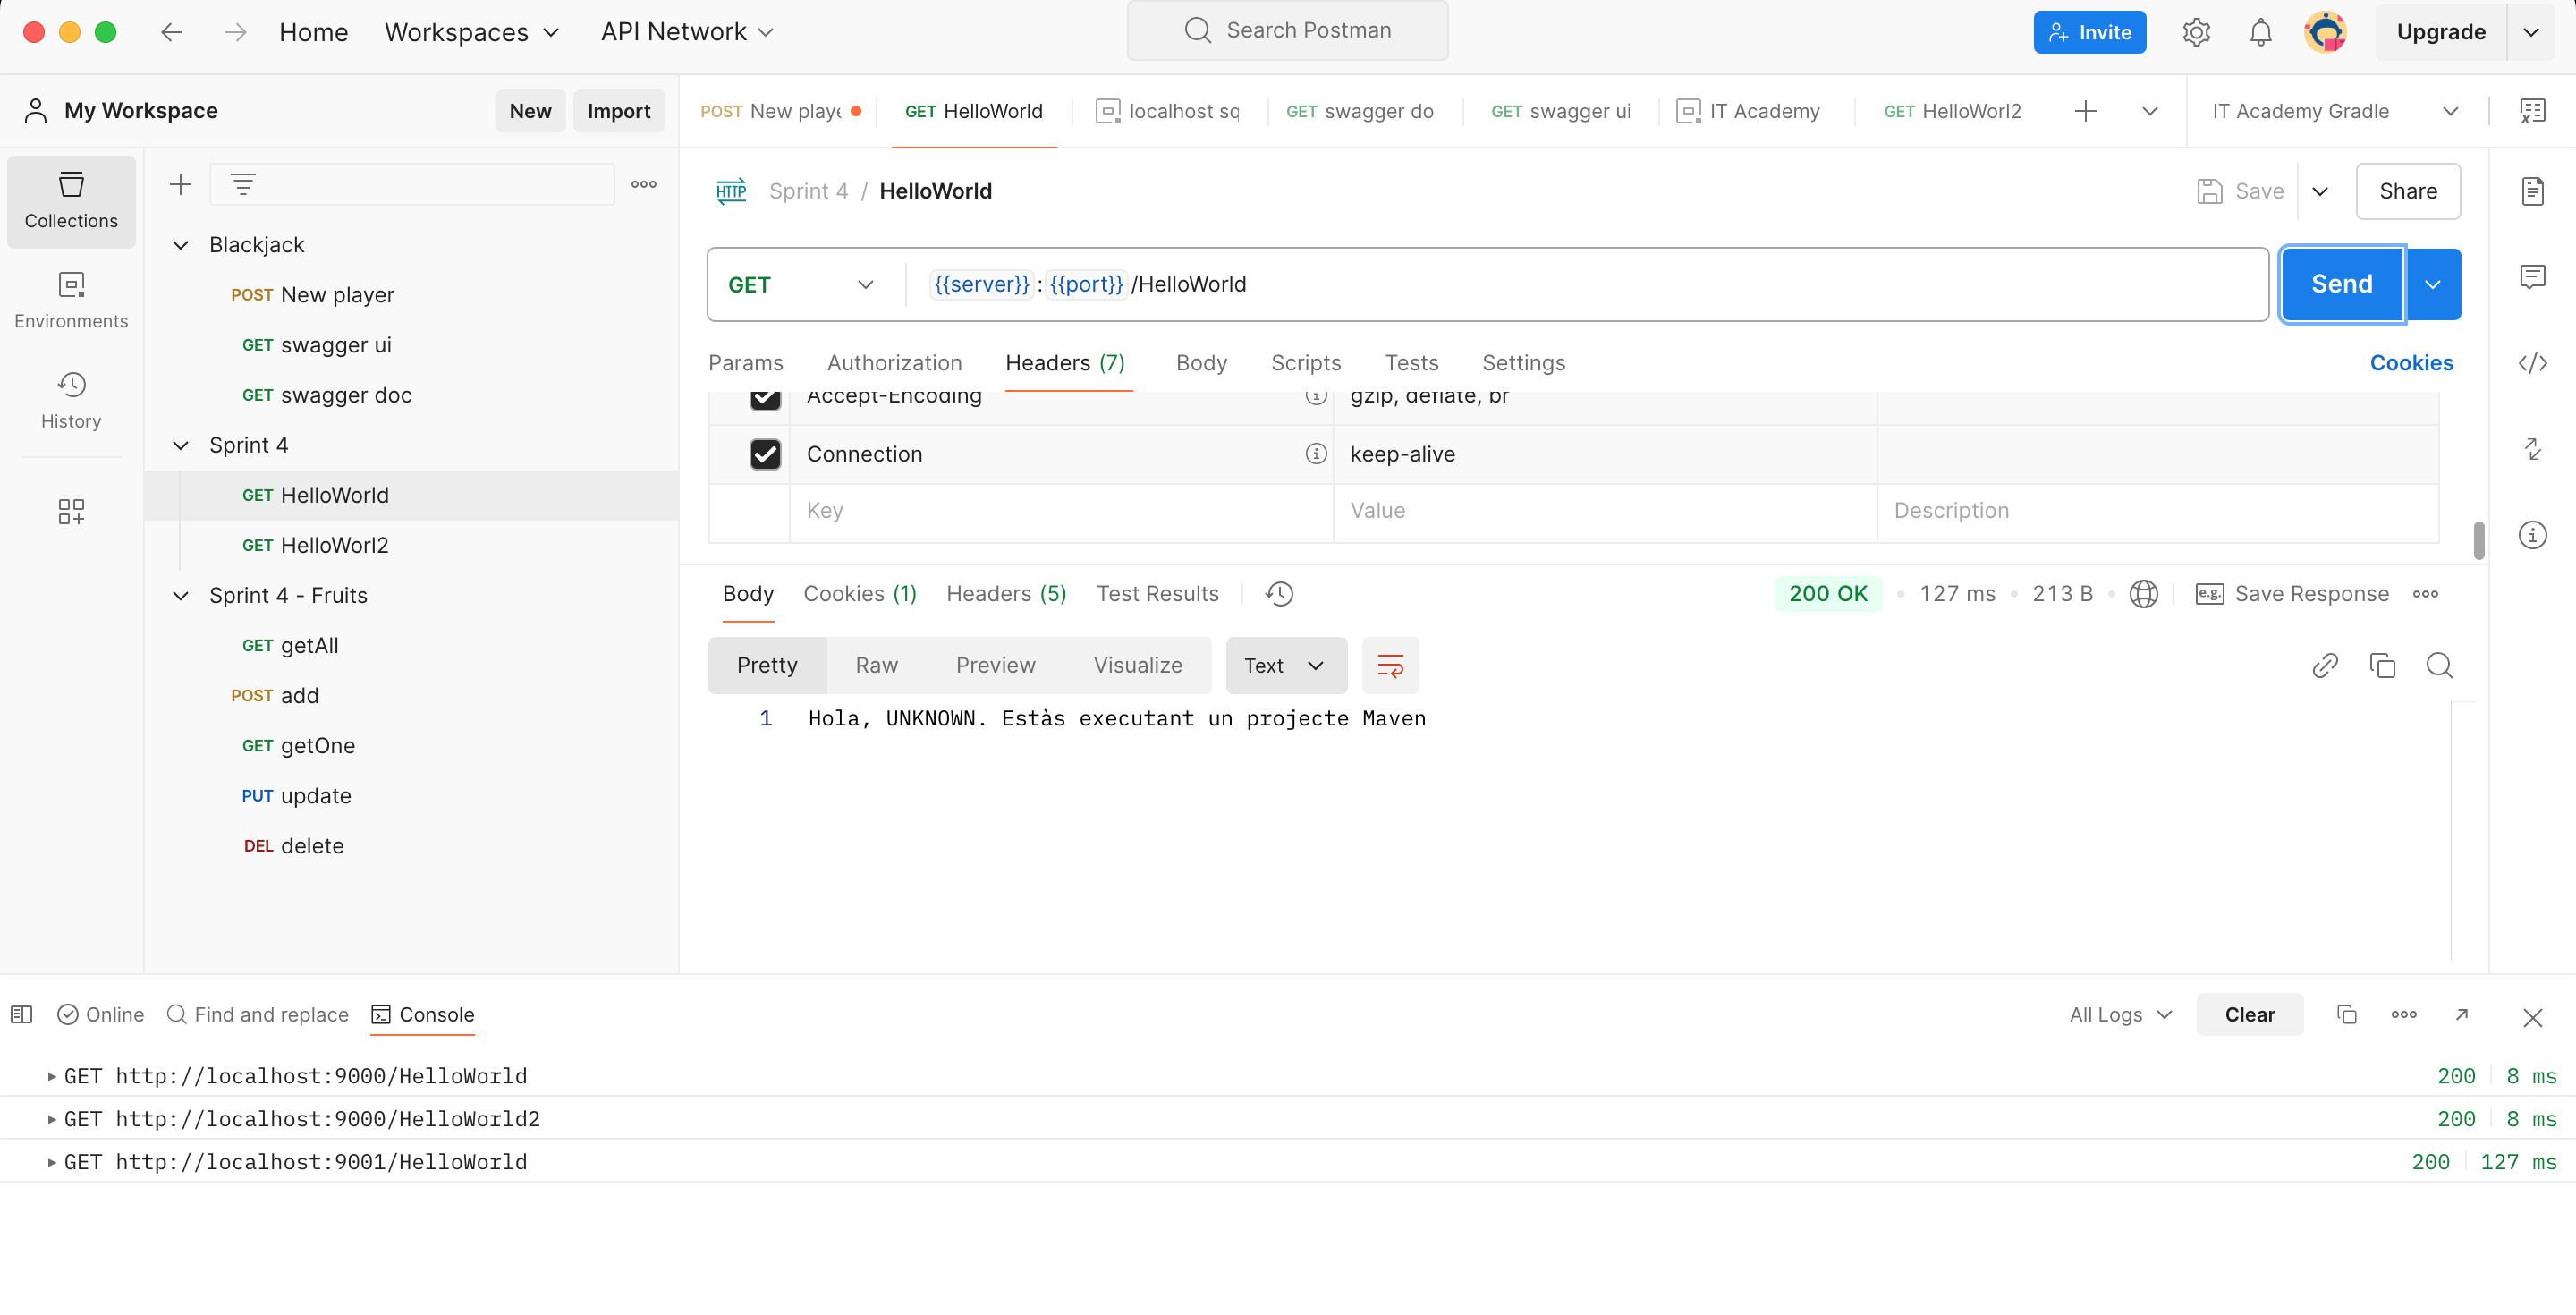 Home
Workspaces
API Network
Search Postman
Invite
Upgrade
My Workspace
New
Import
POST New playe
GET HelloWorld
localhost sq
GET swagger do
GET swagger ui
IT Academy
GET HelloWorl2
IT Academy Gradle
Collections
Environments
History
Blackjack
POST New player
GET swagger ui
GET swagger doc
Sprint 4
GET HelloWorld
GET HelloWorl2
Sprint 4 - Fruits
GET getAll
POST add
GET getOne
PUT update
DEL delete
HTTP Sprint 4 / HelloWorld
Save
Share
GET {{server}}:{{port}}/HelloWorld
Send
Params
Authorization
Headers (7)
Body
Scripts
Tests
Settings
Cookies
Accept-Encoding gzip, deflate, br
Connection keep-alive
Key Value Description
Body
Cookies (1)
Headers (5)
Test Results
200 OK
127 ms
213 B
e.g. Save Response
Pretty
Raw
Preview
Visualize
Text
1 Hola, UNKNOWN. Estàs executant un projecte Maven
Online
Find and replace
Console
All Logs
Clear
GET http://localhost:9000/HelloWorld 200 8 ms
GET http://localhost:9000/HelloWorld2 200 8 ms
GET http://localhost:9001/HelloWorld 200 127 ms